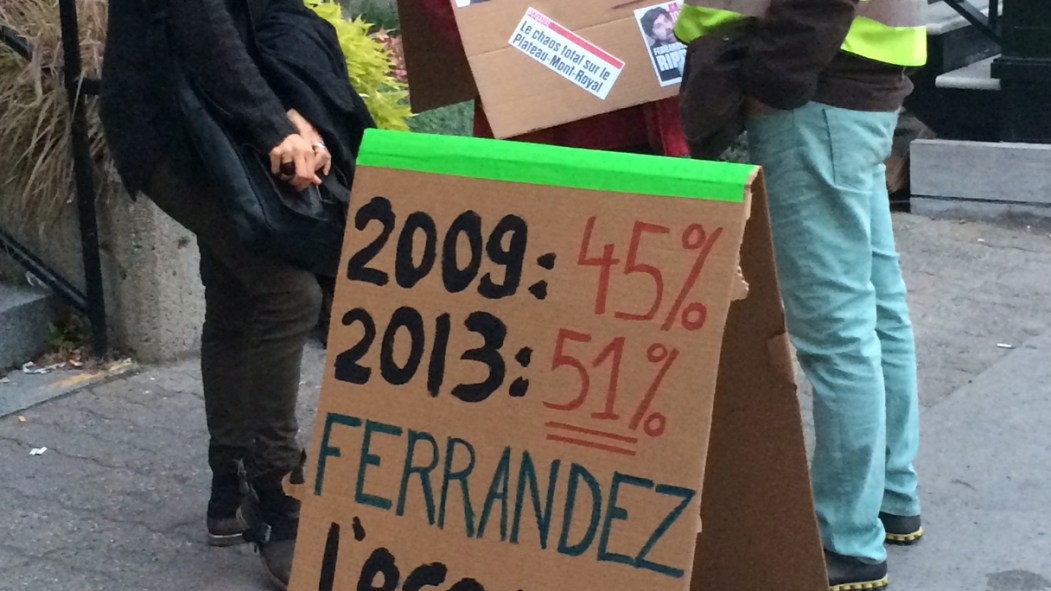 Le chaos total sur le
Plateau-Mont-Royal
2009: 45%
2013: 51%
FERRANDEZ